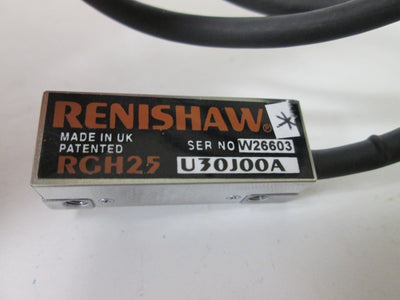 RENISHAW®
MADE IN UK
PATENTED
SER NO W26603
RGH25 U30J00A